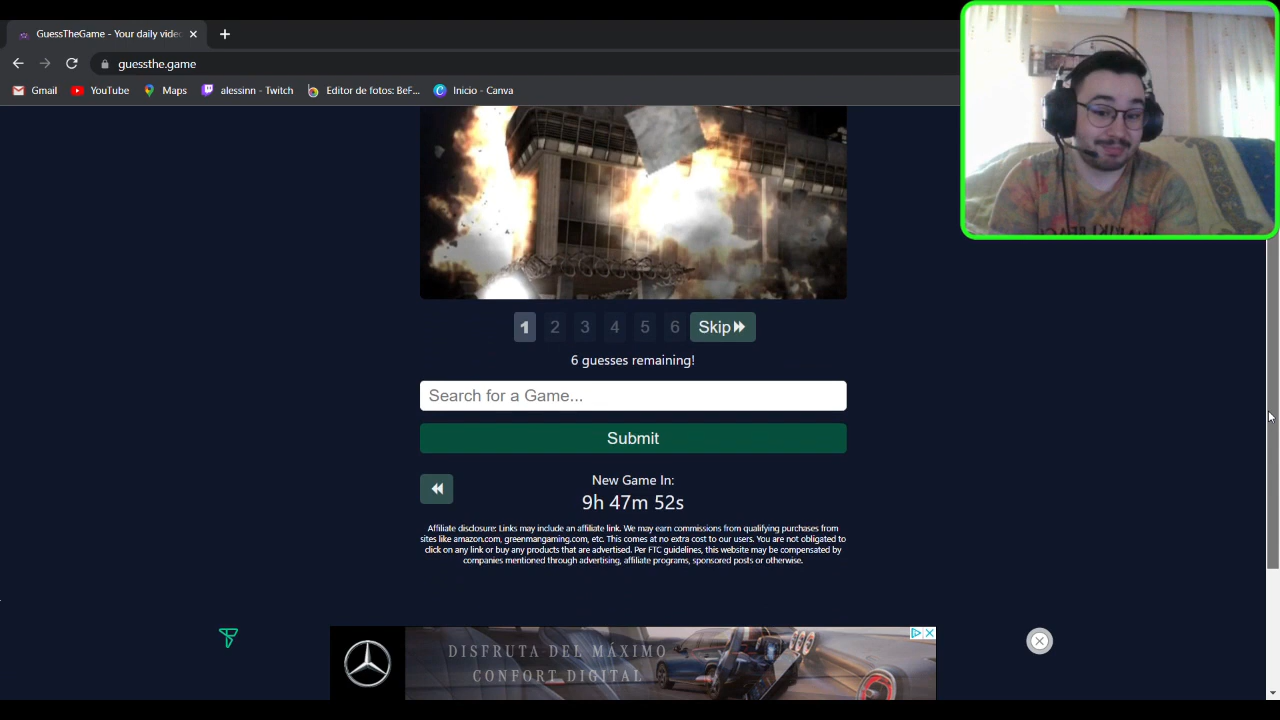 GuessTheGame - Your daily vide
guessthe.game
Gmail
YouTube
Maps
alessinn - Twitch
Editor de fotos: BeF...
Inicio - Canva
1 2 3 4 5 6 Skip
6 guesses remaining!
Search for a Game...
Submit
New Game In:
9h 47m 52s
Affiliate disclosure: Links may include an affiliate link. We may earn commissions from qualifying purchases from
sites like amazon.com, greenmangaming.com, etc. This comes at no extra cost to our users. You are not obligated to
click on any link or buy any products that are advertised. Per FTC guidelines, this website may be compensated by
companies mentioned through advertising, affiliate programs, sponsored posts or otherwise.
DISFRUTA DEL MÁXIMO
CONFORT DIGITAL